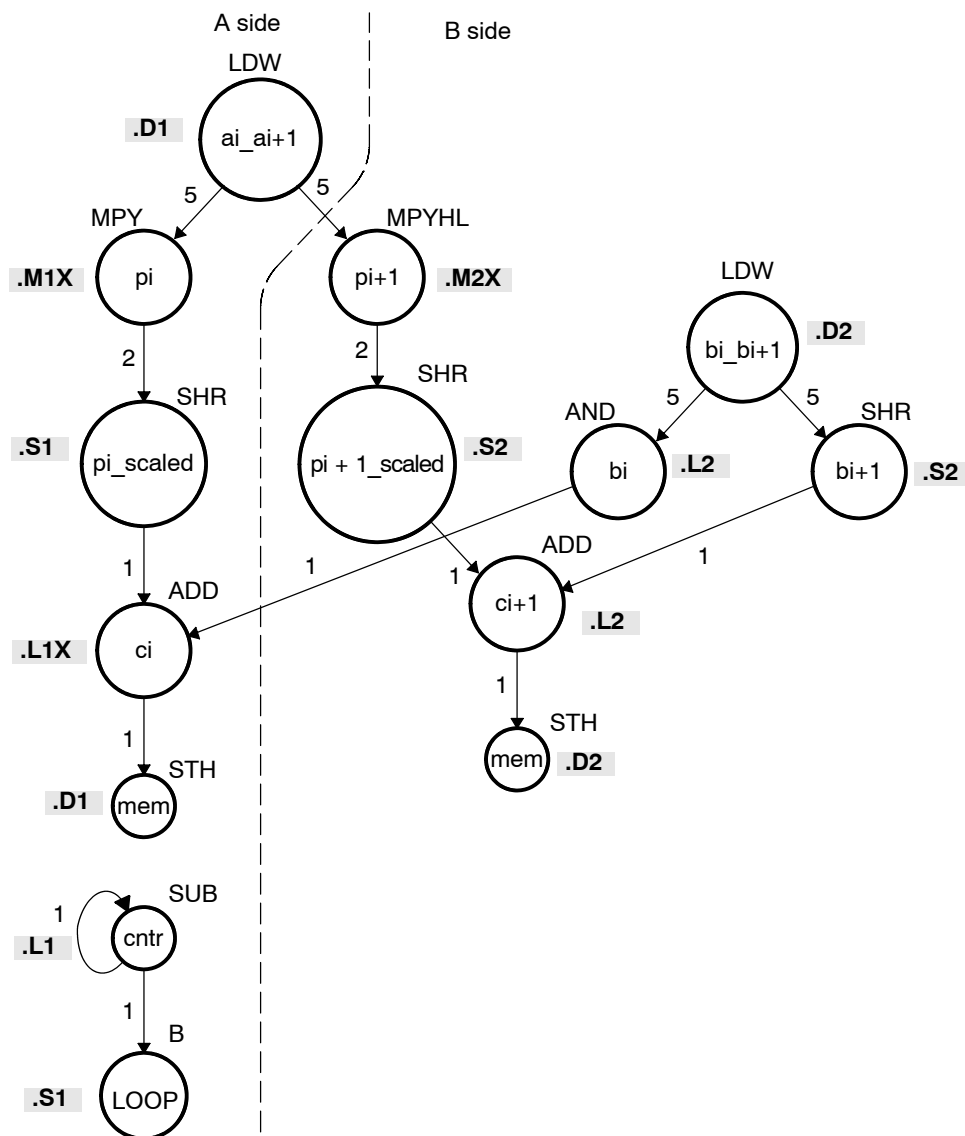 A side
B side
LDW
.D1
ai_ai+1
5
5
MPY
MPYHL
.M1X
pi
pi+1
.M2X
LDW
bi_bi+1
.D2
2
2
SHR
SHR
5
5
AND
SHR
.S1
pi_scaled
pi + 1_scaled
.S2
bi
.L2
bi+1
.S2
1
1
1
1
ADD
ADD
.L1X
ci
ci+1
.L2
1
1
STH
STH
.D1
mem
mem
.D2
SUB
1
.L1
cntr
1
B
.S1
LOOP